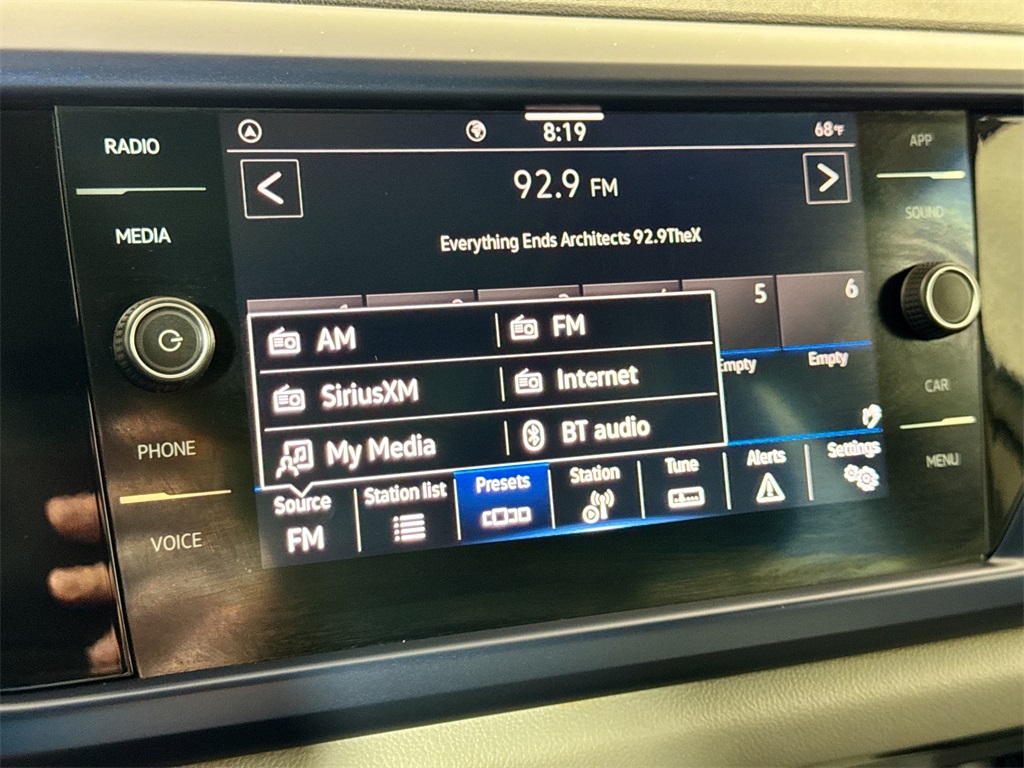 RADIO
MEDIA
PHONE
VOICE
8:19
68°F
92.9 FM
Everything Ends Architects 92.9TheX
5
6
Empty
Empty
AM
FM
SiriusXM
Internet
My Media
BT audio
Source
FM
Station list
Presets
Station
Tune
Alerts
Settings
APP
SOUND
CAR
MENU